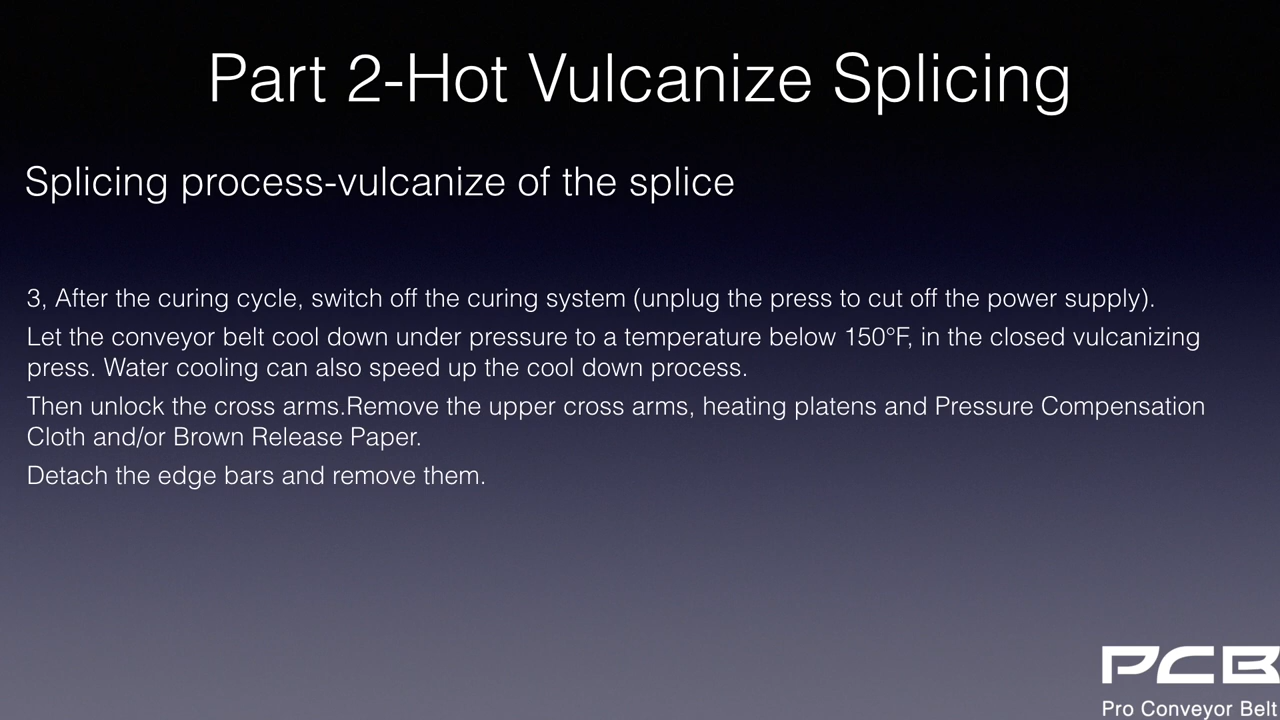 Part 2-Hot Vulcanize Splicing
Splicing process-vulcanize of the splice
3, After the curing cycle, switch off the curing system (unplug the press to cut off the power supply).
Let the conveyor belt cool down under pressure to a temperature below 150°F, in the closed vulcanizing
press. Water cooling can also speed up the cool down process.
Then unlock the cross arms.Remove the upper cross arms, heating platens and Pressure Compensation
Cloth and/or Brown Release Paper.
Detach the edge bars and remove them.
PCB
Pro Conveyor Belt